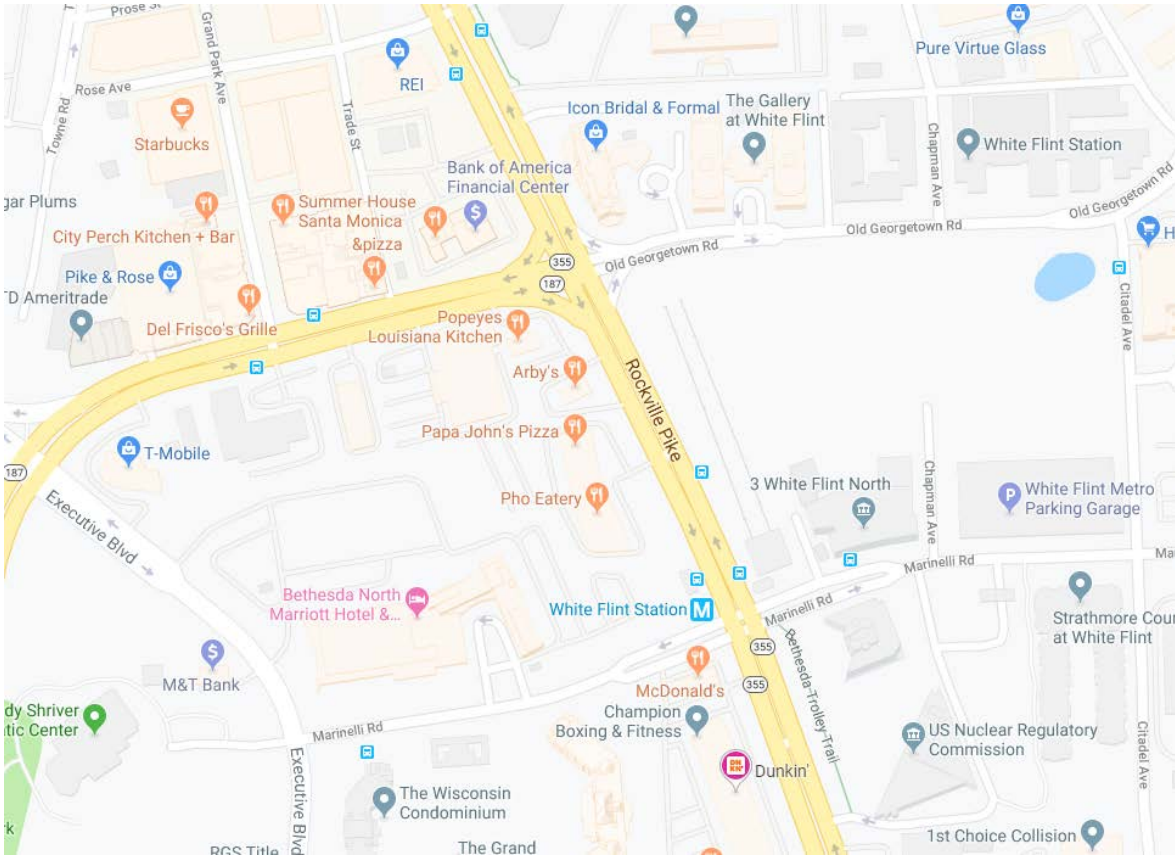 Prose St
Grand Park Ave
REI
Pure Virtue Glass
Rose Ave
Towne Rd
Trade St
Starbucks
Icon Bridal & Formal
The Gallery
at White Flint
Chapman Ave
White Flint Station
Bank of America
Financial Center
$
gar Plums
Summer House
Santa Monica
City Perch Kitchen + Bar
&pizza
Old Georgetown Rd
Old Georgetown Rd
Old Georgetown Rd
H
Pike & Rose
355
187
TD Ameritrade
Del Frisco's Grille
Popeyes
Louisiana Kitchen
Citadel Ave
Arby's
Rockville Pike
Papa John's Pizza
T-Mobile
187
Executive Blvd
Pho Eatery
3 White Flint North
Chapman Ave
P
White Flint Metro
Parking Garage
Marinelli Rd
Ma
Bethesda North
Marriott Hotel &...
White Flint Station
M
Marinelli Rd
Strathmore Cour
at White Flint
355
Bethesda-Trolley-Trail
$
M&T Bank
McDonald's
355
dy Shriver
tic Center
Champion
Boxing & Fitness
Marinelli Rd
US Nuclear Regulatory
Commission
Citadel Ave
Executive Blvd
DN
KN'
Dunkin'
The Wisconsin
Condominium
rk
RGS Title
The Grand
1st Choice Collision